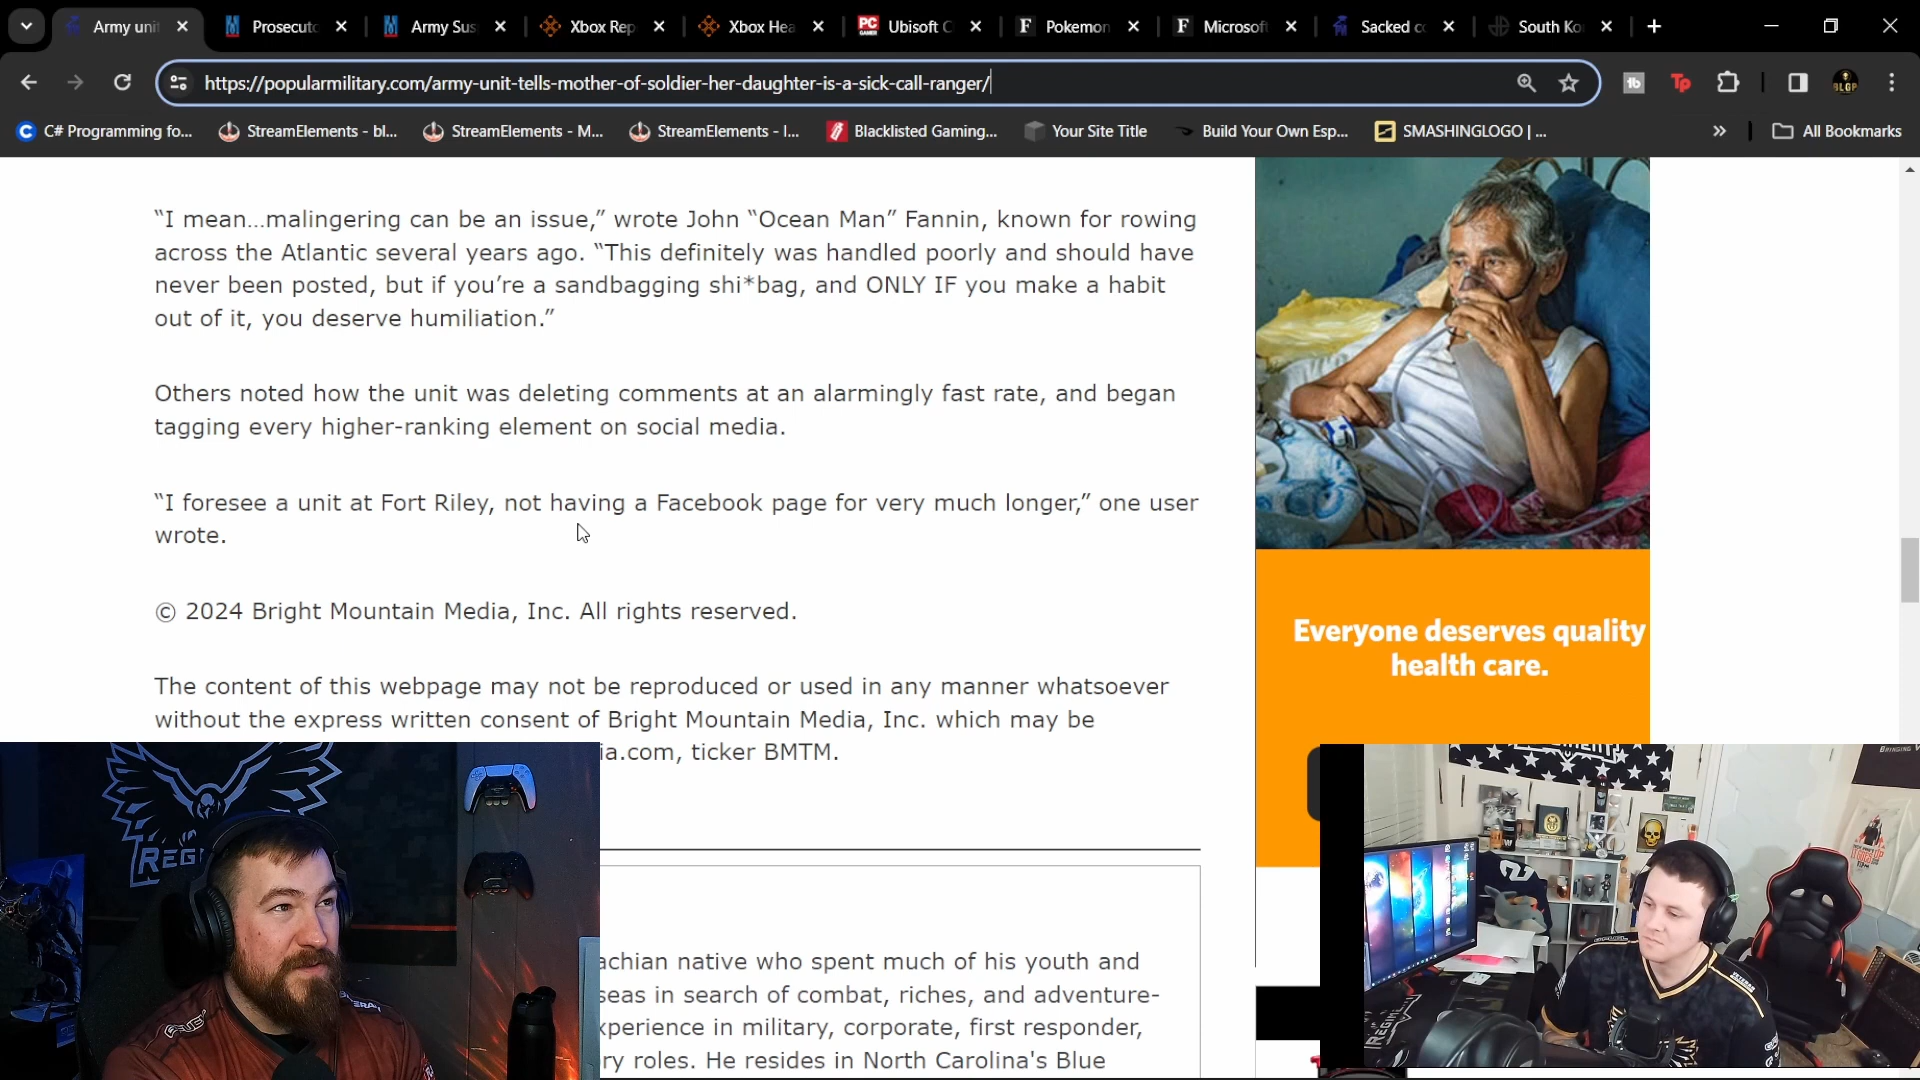 Army unit
Prosecuto
Army Sus
Xbox Rep
Xbox Hea
PC GAMER Ubisoft C
F Pokemon
F Microsoft
Sacked co
South Ko
https://popularmilitary.com/army-unit-tells-mother-of-soldier-her-daughter-is-a-sick-call-ranger/
tb
Tp
BLGP
C C# Programming fo...
StreamElements - bl...
StreamElements - M...
StreamElements - I...
Blacklisted Gaming...
Your Site Title
Build Your Own Esp...
SMASHINGLOGO | ...
All Bookmarks
“I mean…malingering can be an issue,” wrote John “Ocean Man” Fannin, known for rowing
across the Atlantic several years ago. “This definitely was handled poorly and should have
never been posted, but if you’re a sandbagging shi*bag, and ONLY IF you make a habit
out of it, you deserve humiliation.”
Others noted how the unit was deleting comments at an alarmingly fast rate, and began
tagging every higher-ranking element on social media.
“I foresee a unit at Fort Riley, not having a Facebook page for very much longer,” one user
wrote.
© 2024 Bright Mountain Media, Inc. All rights reserved.
The content of this webpage may not be reproduced or used in any manner whatsoever
without the express written consent of Bright Mountain Media, Inc. which may be
ia.com, ticker BMTM.
Everyone deserves quality
health care.
achian native who spent much of his youth and
seas in search of combat, riches, and adventure-
xperience in military, corporate, first responder,
ry roles. He resides in North Carolina's Blue
REGI
BRINGING